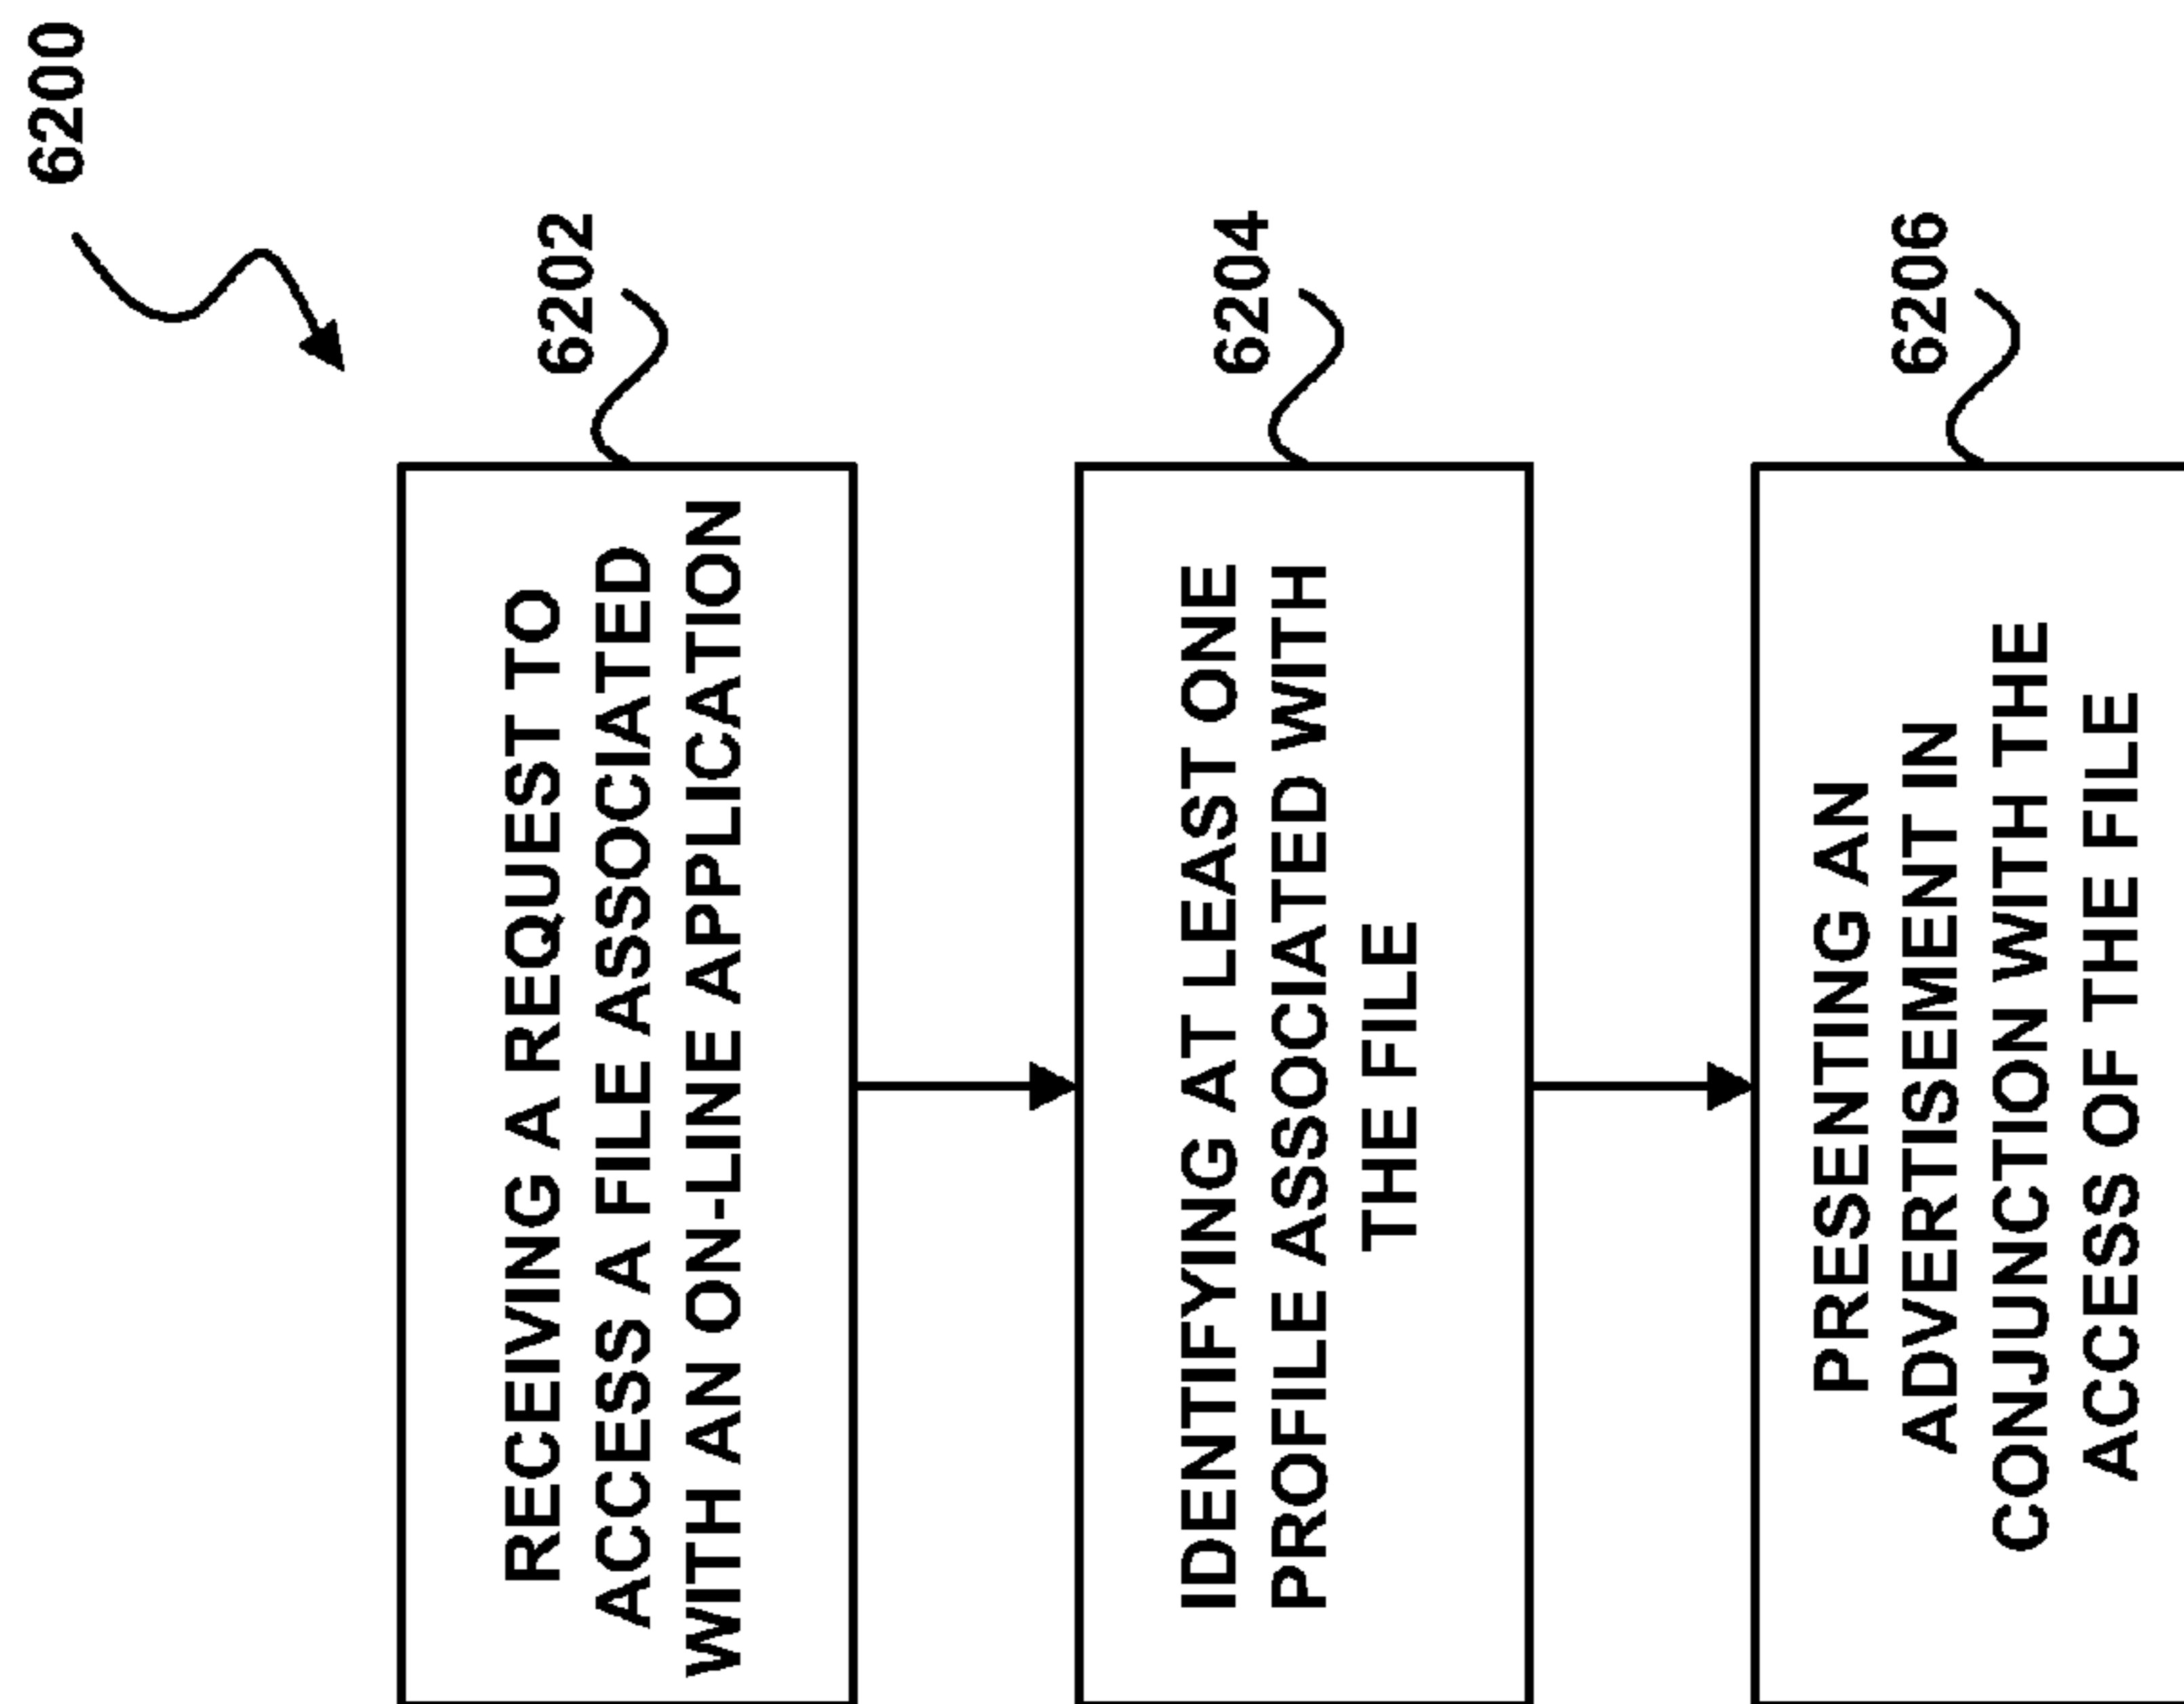 6200
6202
RECEIVING A REQUEST TO
ACCESS A FILE ASSOCIATED
WITH AN ON-LINE APPLICATION
6204
IDENTIFYING AT LEAST ONE
PROFILE ASSOCIATED WITH
THE FILE
6206
PRESENTING AN
ADVERTISEMENT IN
CONJUNCTION WITH THE
ACCESS OF THE FILE